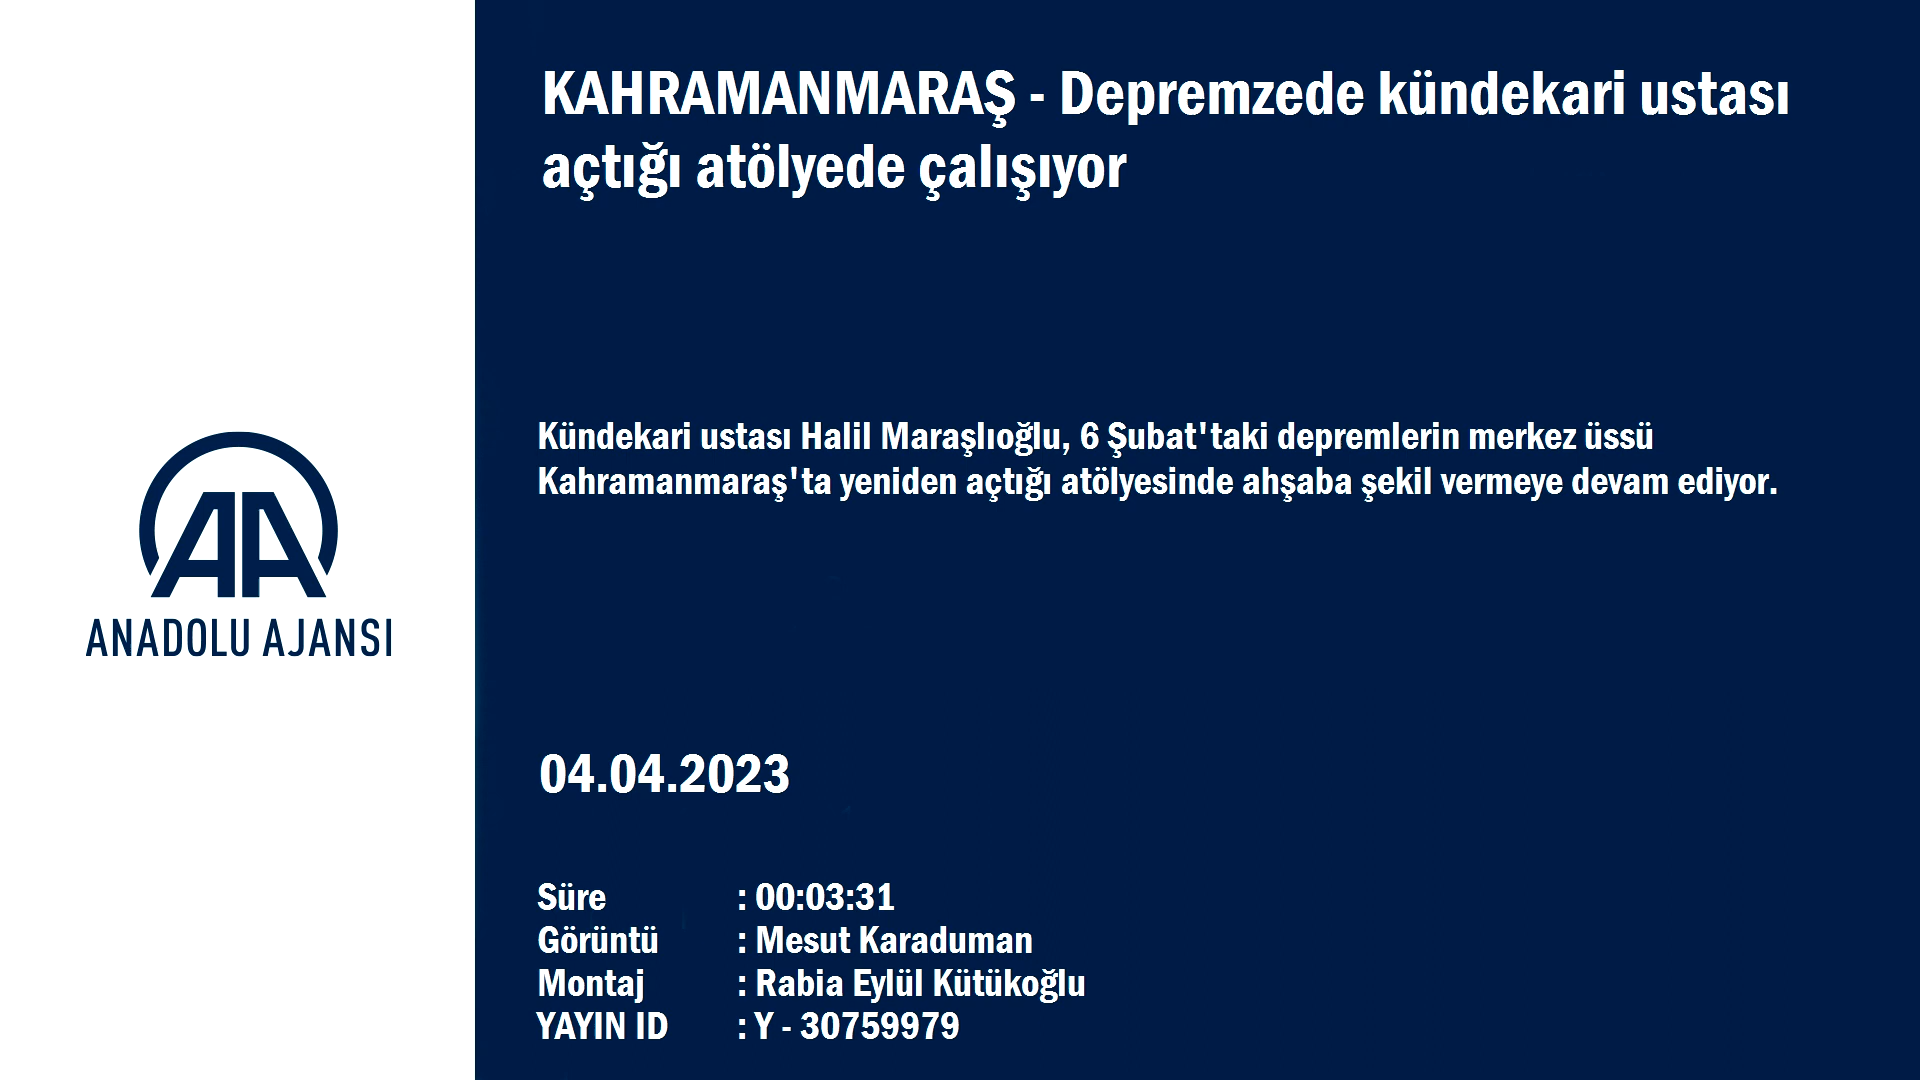 KAHRAMANMARAŞ - Depremzede kündekari ustası
açtığı atölyede çalışıyor
Kündekari ustası Halil Maraşlıoğlu, 6 Şubat'taki depremlerin merkez üssü
Kahramanmaraş'ta yeniden açtığı atölyesinde ahşaba şekil vermeye devam ediyor.
AA
ANADOLU AJANSI
04.04.2023
Süre : 00:03:31
Görüntü : Mesut Karaduman
Montaj : Rabia Eylül Kütükoğlu
YAYIN ID : Y - 30759979